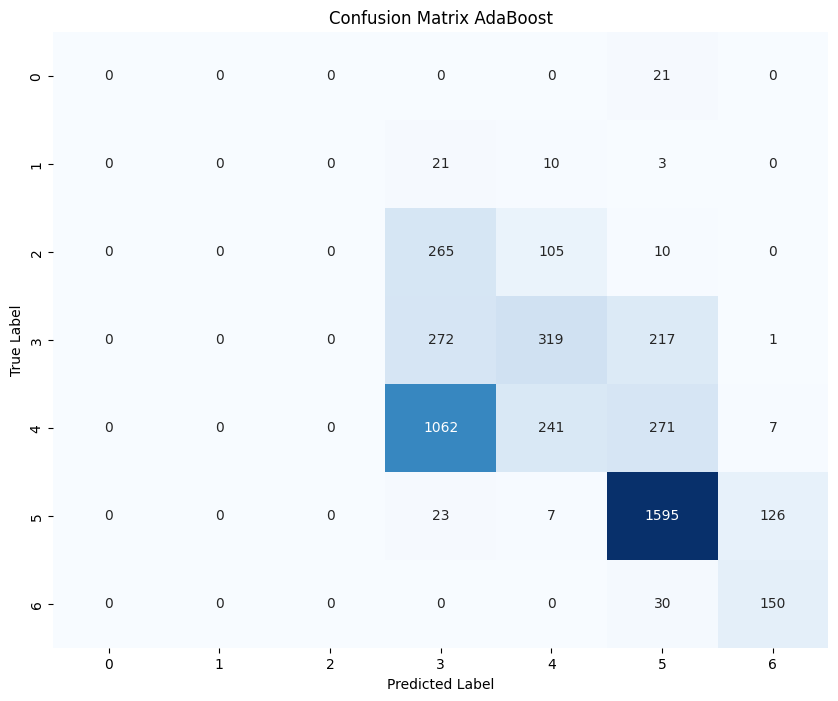 Confusion Matrix AdaBoost
True Label
0 0 0 0 0 0 21 0
1 0 0 0 21 10 3 0
2 0 0 0 265 105 10 0
3 0 0 0 272 319 217 1
4 0 0 0 1062 241 271 7
5 0 0 0 23 7 1595 126
6 0 0 0 0 0 30 150
0 1 2 3 4 5 6
Predicted Label